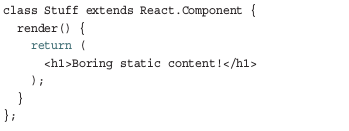 class Stuff extends React.Component {
  render() {
    return (
      <h1>Boring static content!</h1>
    );
  }
};